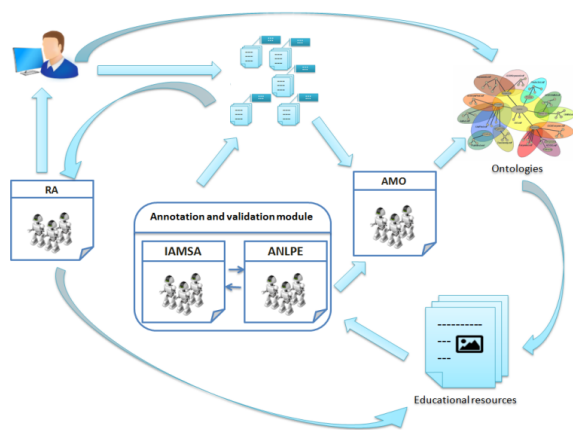 Ontologies
RA
AMO
Annotation and validation module
IAMSA
ANLPE
Educational resources